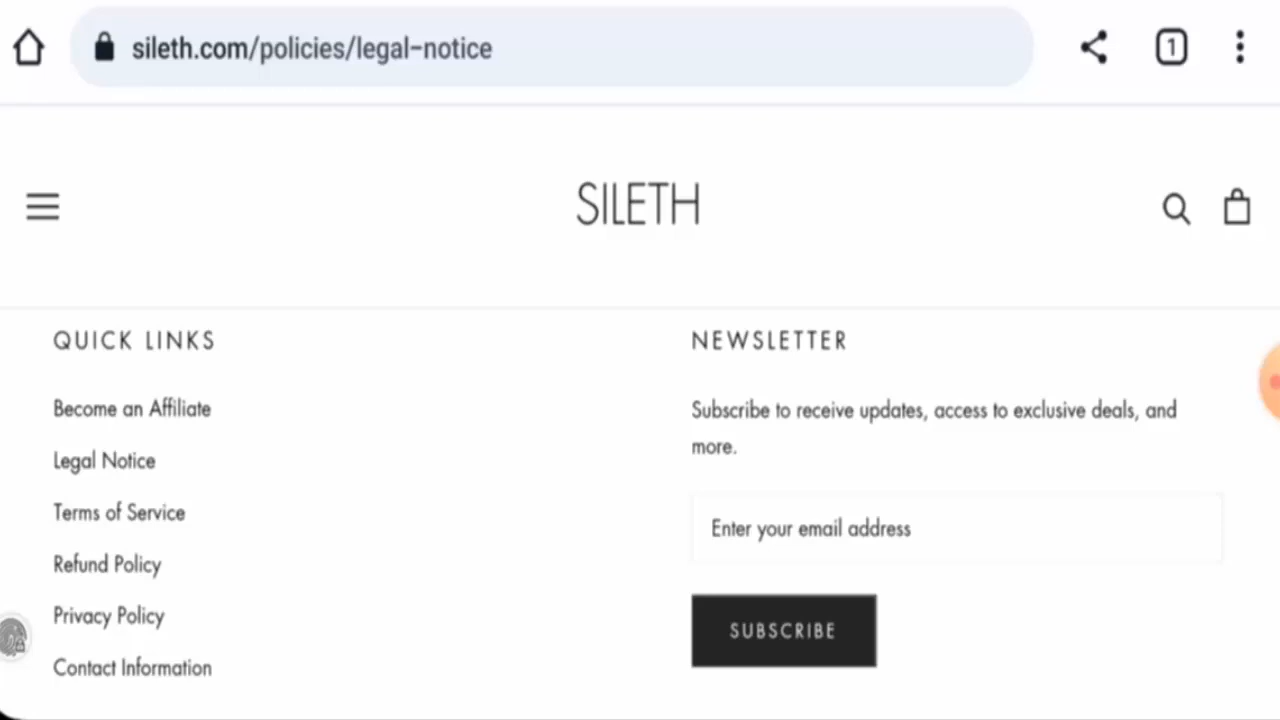 sileth.com/policies/legal-notice
1
SILETH
QUICK LINKS
Become an Affiliate
Legal Notice
Terms of Service
Refund Policy
Privacy Policy
Contact Information
NEWSLETTER
Subscribe to receive updates, access to exclusive deals, and
more.
Enter your email address
SUBSCRIBE